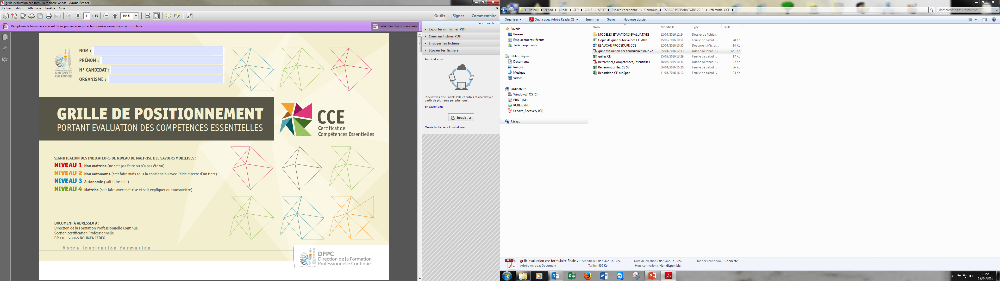 grille evaluation cce formulaire finale v2.pdf - Adobe Reader
Fichier Edition Affichage Fenêtre Aide
1 / 15 104% Outils Signer Commentaire
Remplissez le formulaire suivant. Vous pouvez enregistrer les données saisies dans ce formulaire.
Sélect. les champs existants
Se connecter
Exporter un fichier PDF
Créer un fichier PDF
Envoyer les fichiers
Stocker les fichiers
Acrobat.com
Stockez vos documents PDF et autres et accédez-y à
partir de plusieurs périphériques.
En savoir plus
Enregistrer
Ouvrir les fichiers Acrobat.com
NOM :
PRÉNOM :
N° CANDIDAT :
ORGANISME :
GOUVERNEMENT DE LA
NOUVELLE
CALÉDONIE
GRILLE DE POSITIONNEMENT
PORTANT EVALUATION DES COMPETENCES ESSENTIELLES
CCE
Certificat de
Compétences Essentielles
SIGNIFICATION DES INDICATEURS DE NIVEAU DE MAITRISE DES SAVOIRS MOBILISES :
NIVEAU 1 Non maitrise (ne sait pas faire ou n'a pas été vu)
NIVEAU 2 Non autonomie (sait faire mais sous la consigne ou avec l'aide directe d'un tiers)
NIVEAU 3 Autonomie (sait faire seul)
NIVEAU 4 Maitrise (sait faire avec maitrise et sait expliquer ou transmettre)
DOCUMENT À ADRESSER À :
Direction de la Formation Professionnelle Continue
Section certification Professionnelle
BP 110 - 98845 NOUMEA CEDEX
Votre institution formation
DFPC
Direction de la Formation
Professionnelle Continue
Réseau N-sad public SFD CLUB SPOT Espace Vocationnel Commun ESPACE PREPARATOIRE 2013 référentiel CCE
Rechercher dans : référentiel CCE
Organiser Ouvrir avec Adobe Reader XI Imprimer Graver Nouveau dossier
Favoris
Bureau
Emplacements récents
Téléchargements
Bibliothèques
Documents
Images
Musique
Vidéos
Ordinateur
Windows7_OS (C:)
PRIVE (M:)
PUBLIC (N:)
Lenovo_Recovery (Q:)
Réseau
Nom Modifié le Type Taille
MODELES SITUATIONS EVALUATIVES 12/04/2016 12:24 Dossier de fichiers
Copie de grille autoéva éva CC 2016 15/02/2016 10:51 Feuille de calcul ... 28 Ko
EBAUCHE PROCEDURE CCE 12/04/2016 10:55 Document Micros... 14 Ko
grille evaluation cce formulaire finale v2 05/04/2016 12:59 Adobe Acrobat D... 461 Ko
grilles CE 15/02/2016 13:29 Feuille de calcul ... 17 Ko
Referentiel_Competences_Essentielles 18/08/2015 10:31 Adobe Acrobat D... 192 Ko
Reflexions grilles CE SV 06/04/2016 15:26 Feuille de calcul ... 36 Ko
Répartition CE sur Spot 11/04/2016 16:12 Feuille de calcul ... 23 Ko
grille evaluation cce formulaire finale v2 Modifié le : 05/04/2016 12:59 Date de création : 05/04/2016 12:59 État hors connexio... Connecté
Adobe Acrobat Document Taille : 460 Ko Hors connexion : Non disponible
13:56
12/04/2016